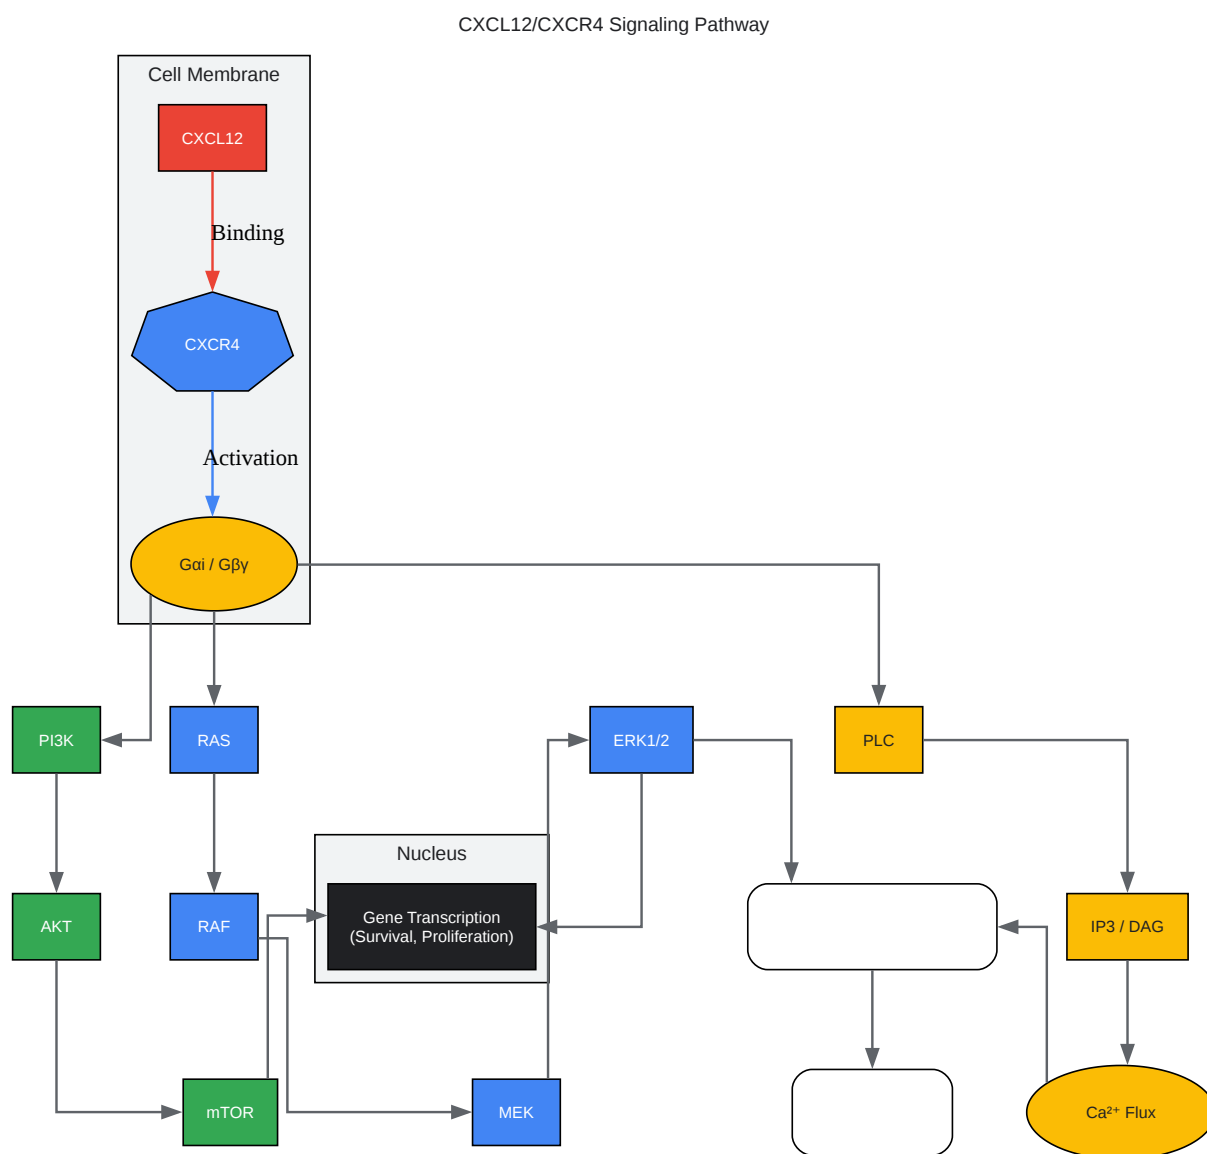 CXCL12/CXCR4 Signaling Pathway
Cell Membrane
CXCL12
Binding
CXCR4
Activation
Gαi / Gβγ
PI3K
RAS
ERK1/2
PLC
Nucleus
AKT
RAF
Gene Transcription
(Survival, Proliferation)
IP3 / DAG
mTOR
MEK
Ca²⁺ Flux